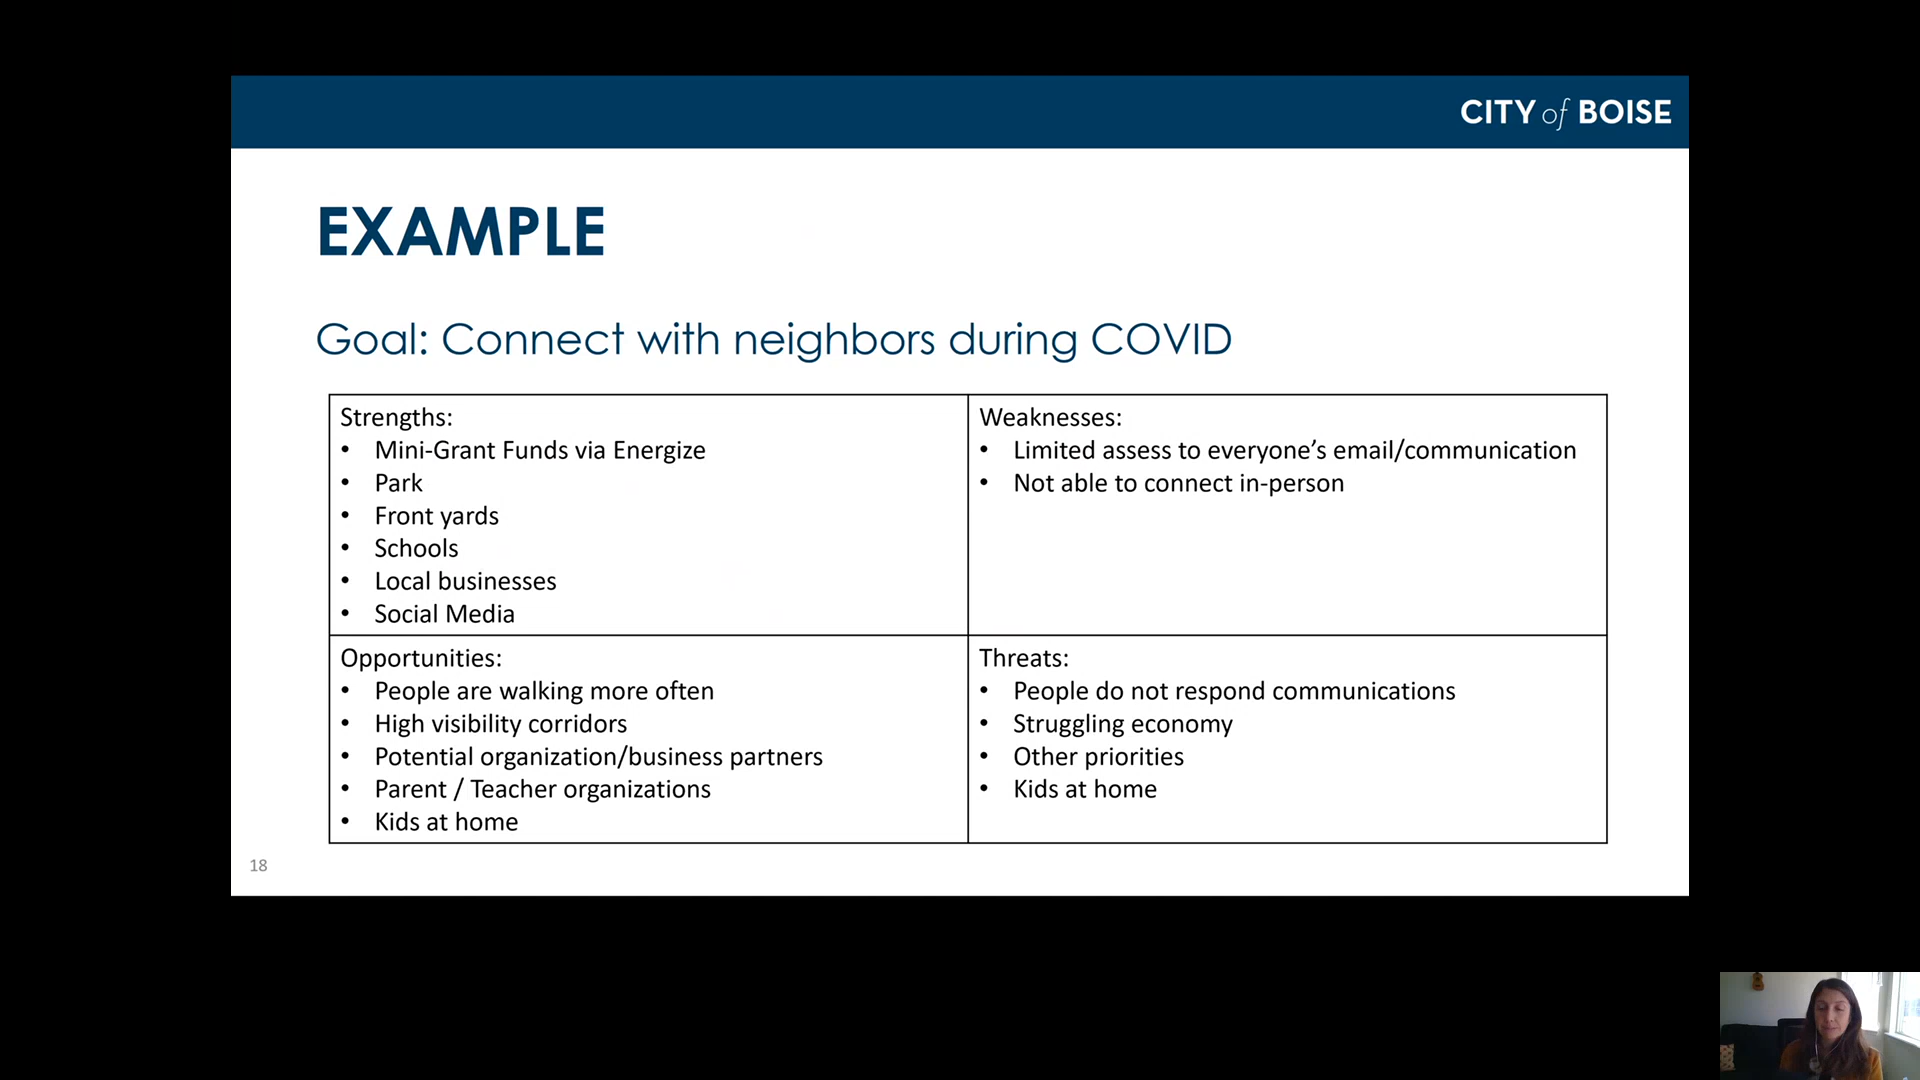 CITY of BOISE
EXAMPLE
Goal: Connect with neighbors during COVID
Strengths:
• Mini-Grant Funds via Energize
• Park
• Front yards
• Schools
• Local businesses
• Social Media
Weaknesses:
• Limited assess to everyone’s email/communication
• Not able to connect in-person
Opportunities:
• People are walking more often
• High visibility corridors
• Potential organization/business partners
• Parent / Teacher organizations
• Kids at home
Threats:
• People do not respond communications
• Struggling economy
• Other priorities
• Kids at home
18